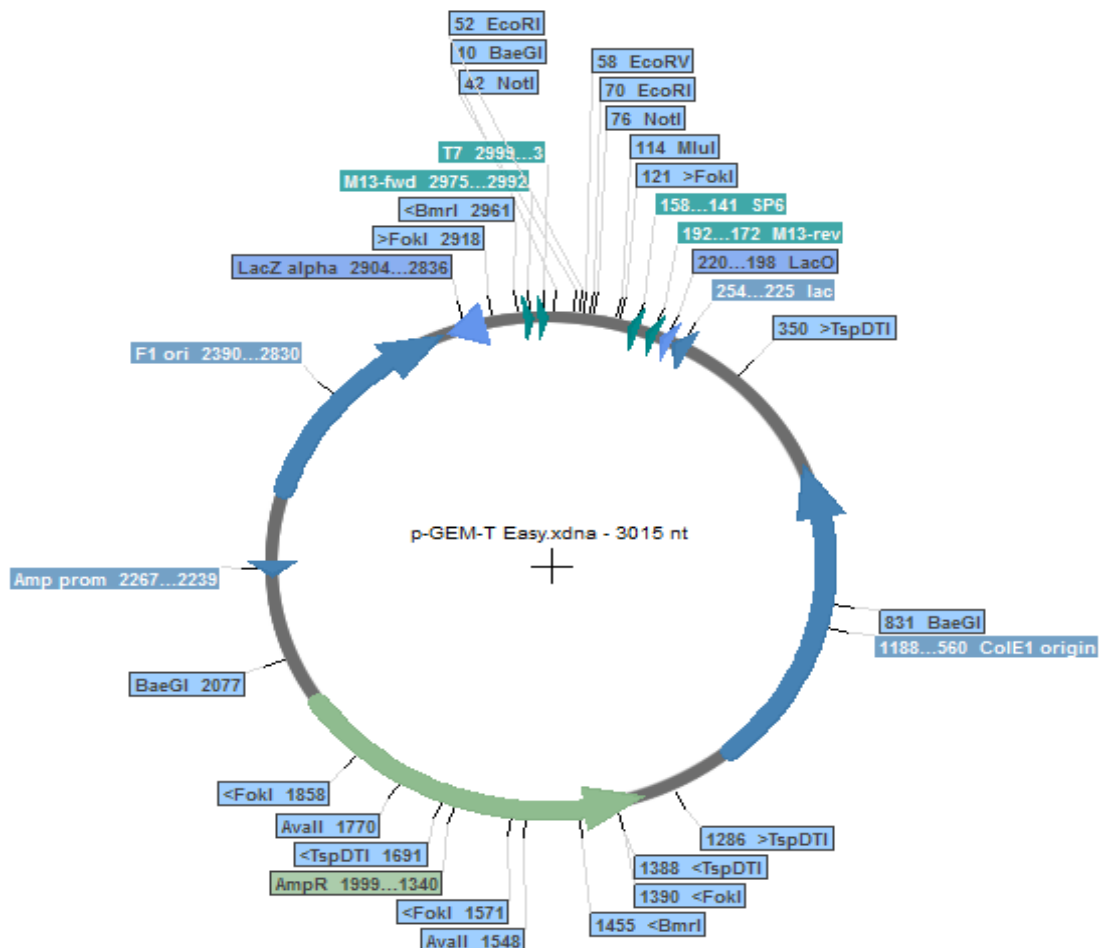 52 EcoRI
10 BaeGI
42 NotI
58 EcoRV
70 EcoRI
76 NotI
T7 2999...3
114 MluI
M13-fwd 2975...2992
121 >FokI
<BmrI 2961
158...141 SP6
>FokI 2918
192...172 M13-rev
LacZ alpha 2904...2836
220...198 LacO
254...225 lac
350 >TspDTI
F1 ori 2390...2830
p-GEM-T Easy.xdna - 3015 nt
Amp prom 2267...2239
831 BaeGI
1188...560 ColE1 origin
BaeGI 2077
<FokI 1858
AvaII 1770
1286 >TspDTI
<TspDTI 1691
1388 <TspDTI
AmpR 1999...1340
1390 <FokI
<FokI 1571
1455 <BmrI
AvaII 1548